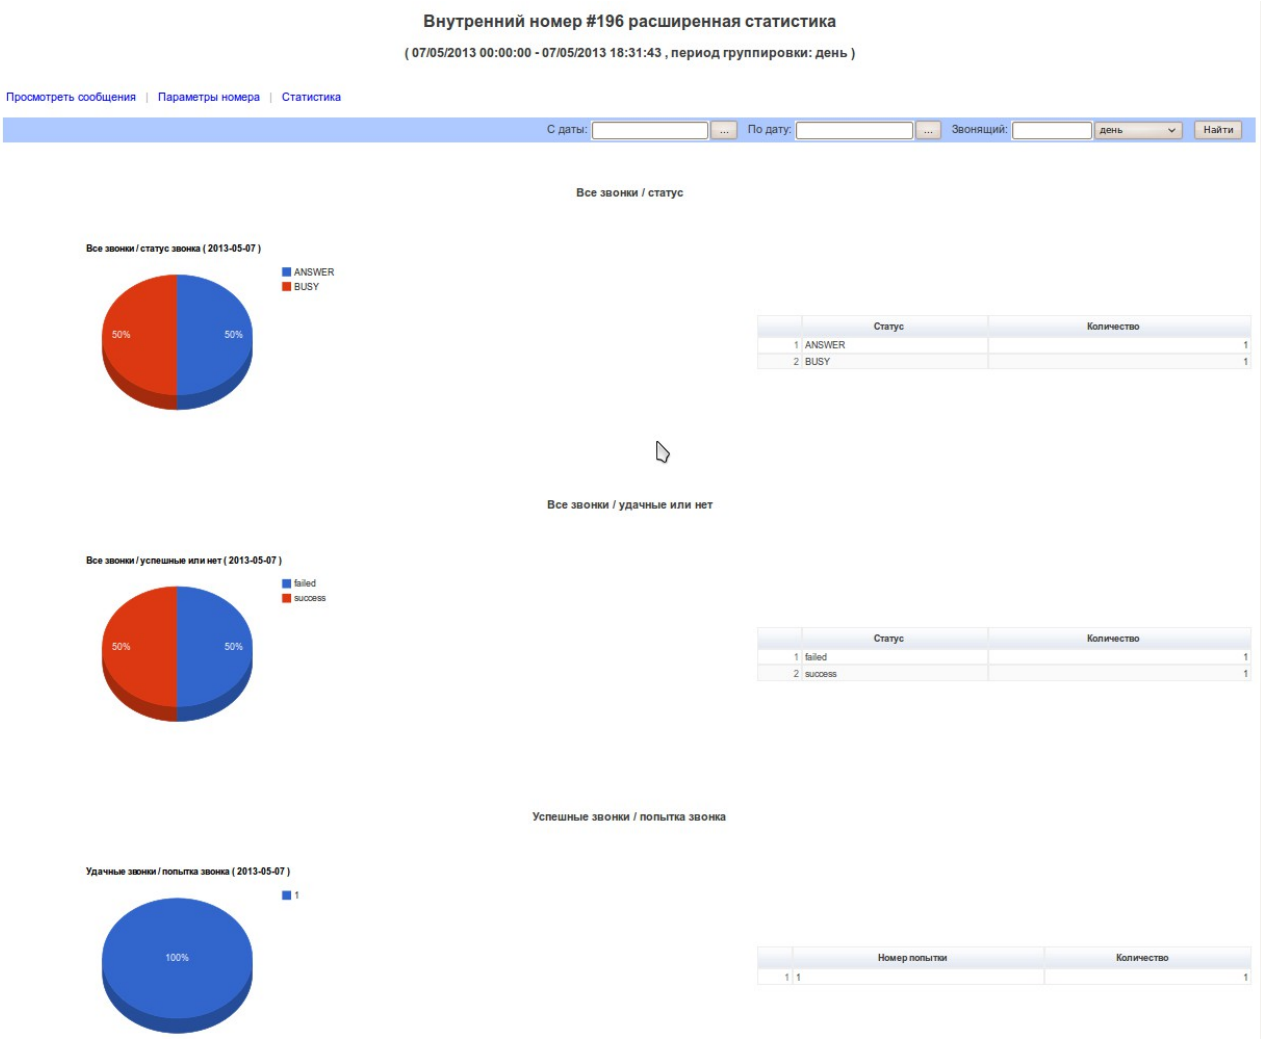 Внутренний номер #196 расширенная статистика
( 07/05/2013 00:00:00 - 07/05/2013 18:31:43 , период группировки: день )
Просмотреть сообщения | Параметры номера | Статистика
С даты: ... По дату: ... Звонящий: день Найти
Все звонки / статус
Все звонки / статус звонка ( 2013-05-07 )
ANSWER
BUSY
50% 50%
Статус Количество
1 ANSWER 1
2 BUSY 1
Все звонки / удачные или нет
Все звонки / успешные или нет ( 2013-05-07 )
failed
success
50% 50%
Статус Количество
1 failed 1
2 success 1
Успешные звонки / попытка звонка
Удачные звонки / попытка звонка ( 2013-05-07 )
1
100%
Номер попытки Количество
1 1 1